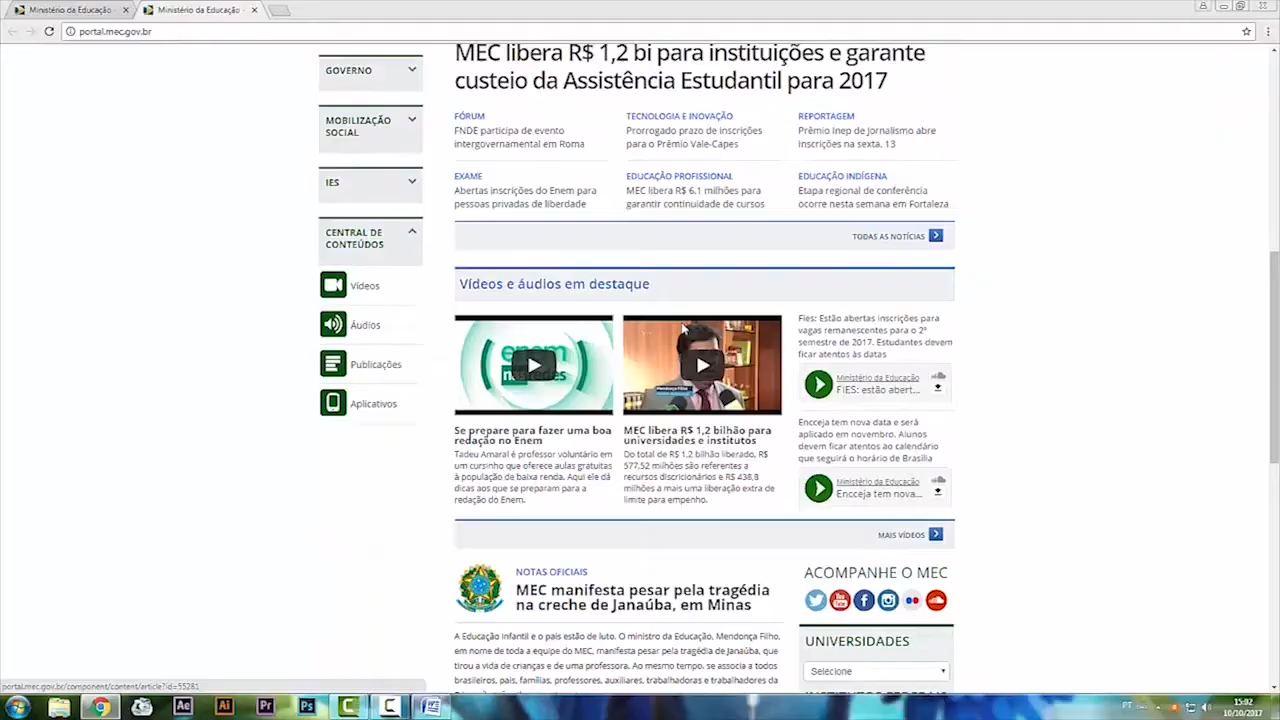 Ministério da Educação
Ministério da Educação
portal.mec.gov.br
GOVERNO
MOBILIZAÇÃO
SOCIAL
IES
CENTRAL DE
CONTEÚDOS
Vídeos
Áudios
Publicações
Aplicativos
MEC libera R$ 1,2 bi para instituições e garante
custeio da Assistência Estudantil para 2017
FÓRUM
FNDE participa de evento
intergovernamental em Roma
TECNOLOGIA E INOVAÇÃO
Prorrogado prazo de inscrições
para o Prêmio Vale-Capes
REPORTAGEM
Prêmio Inep de Jornalismo abre
inscrições na sexta, 13
EXAME
Abertas inscrições do Enem para
pessoas privadas de liberdade
EDUCAÇÃO PROFISSIONAL
MEC libera R$ 6,1 milhões para
garantir continuidade de cursos
EDUCAÇÃO INDÍGENA
Etapa regional de conferência
ocorre nesta semana em Fortaleza
TODAS AS NOTÍCIAS
Vídeos e áudios em destaque
enem
nas redes
Mendonça Filho
Se prepare para fazer uma boa
redação no Enem
Tadeu Amaral é professor voluntário em
um cursinho que oferece aulas gratuitas
à população de baixa renda. Aqui ele dá
dicas aos que se preparam para a
redação do Enem.
MEC libera R$ 1,2 bilhão para
universidades e institutos
Do total de R$ 1,2 bilhão liberado, R$
577,52 milhões são referentes a
recursos discricionários e R$ 438,8
milhões a mais uma liberação extra de
limite para empenho.
Fies: Estão abertas inscrições para
vagas remanescentes para o 2º
semestre de 2017. Estudantes devem
ficar atentos às datas
Ministério da Educação
FIES: estão abert...
Encceja tem nova data e será
aplicado em novembro. Alunos
devem ficar atentos ao calendário
que seguirá o horário de Brasília
Ministério da Educação
Encceja tem nova...
MAIS VÍDEOS
NOTAS OFICIAIS
MEC manifesta pesar pela tragédia
na creche de Janaúba, em Minas
A Educação Infantil e o país estão de luto. O ministro da Educação, Mendonça Filho,
em nome de toda a equipe do MEC, manifesta pesar pela tragédia de Janaúba, que
tirou a vida de crianças e de uma professora. Ao mesmo tempo, se associa a todos
brasileiros, pais, famílias, professores, auxiliares, trabalhadoras e trabalhadores da
ACOMPANHE O MEC
You
Tube
UNIVERSIDADES
Selecione
portal.mec.gov.br/component/content/article?id=55281
Ae
Ai
Pr
Ps
C
C
PT
15:02
10/10/2017